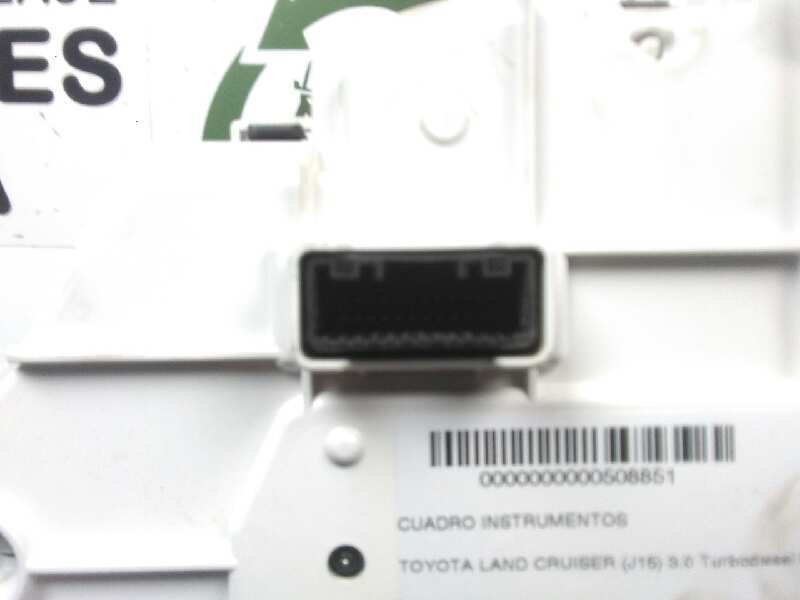 ES
0000000000508851
CUADRO INSTRUMENTOS
TOYOTA LAND CRUISER (J15) 3.0 Turbodiesel